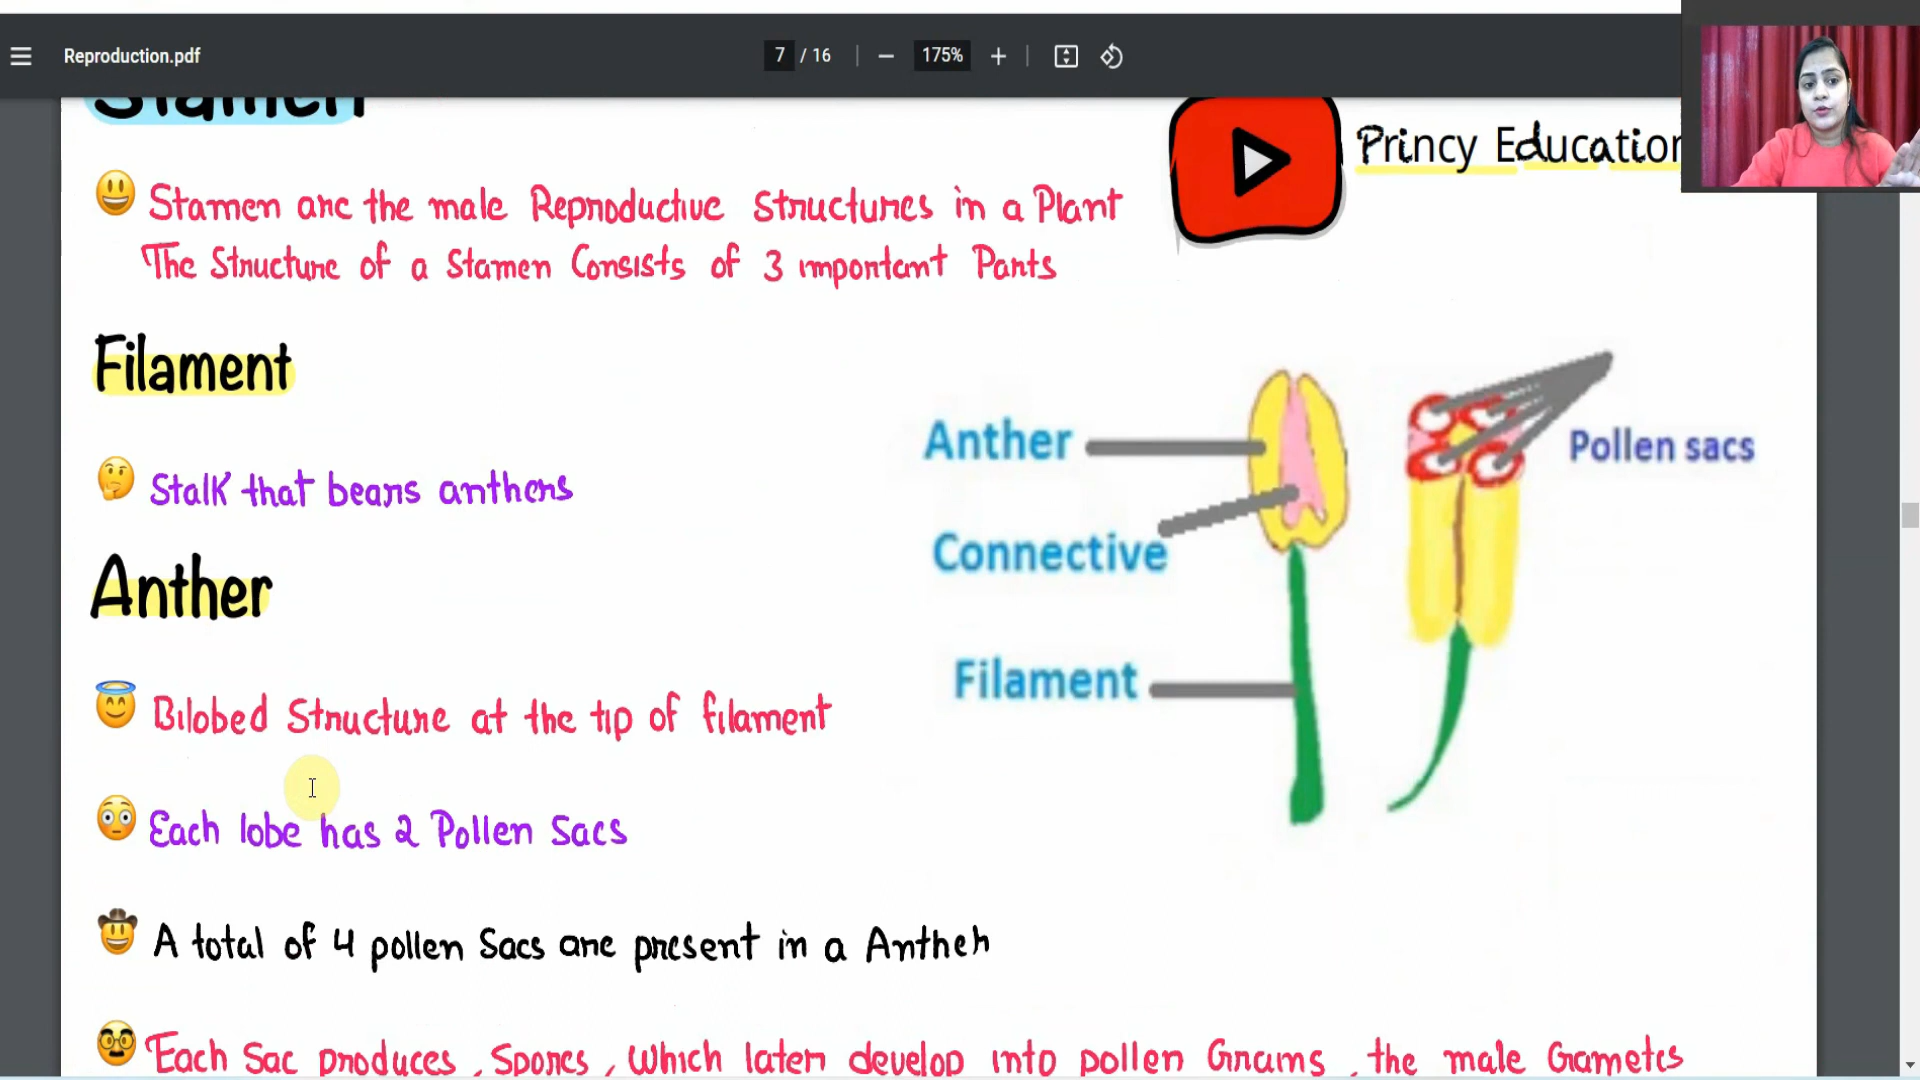 Reproduction.pdf
7 / 16
175%
Stamen
Princy Education
Stamen are the male Reproductive Structures in a Plant
The Structure of a Stamen Consists of 3 important Parts
Filament
Stalk that bears anthers
Anther
Bilobed Structure at the tip of filament
Each lobe has 2 Pollen Sacs
A total of 4 pollen Sacs are present in a Anther
Each Sac produces, Spores, Which later develop into pollen Grains, the male Gametes
Anther
Connective
Filament
Pollen sacs